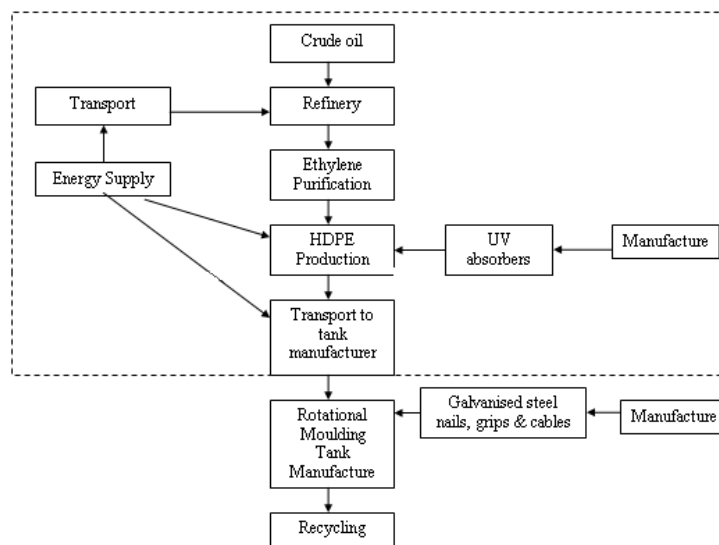 Crude oil
Transport
Refinery
Energy Supply
Ethylene
Purification
HDPE
Production
UV
absorbers
Manufacture
Transport to
tank
manufacturer
Rotational
Moulding
Tank
Manufacture
Galvanised steel
nails, grips & cables
Manufacture
Recycling